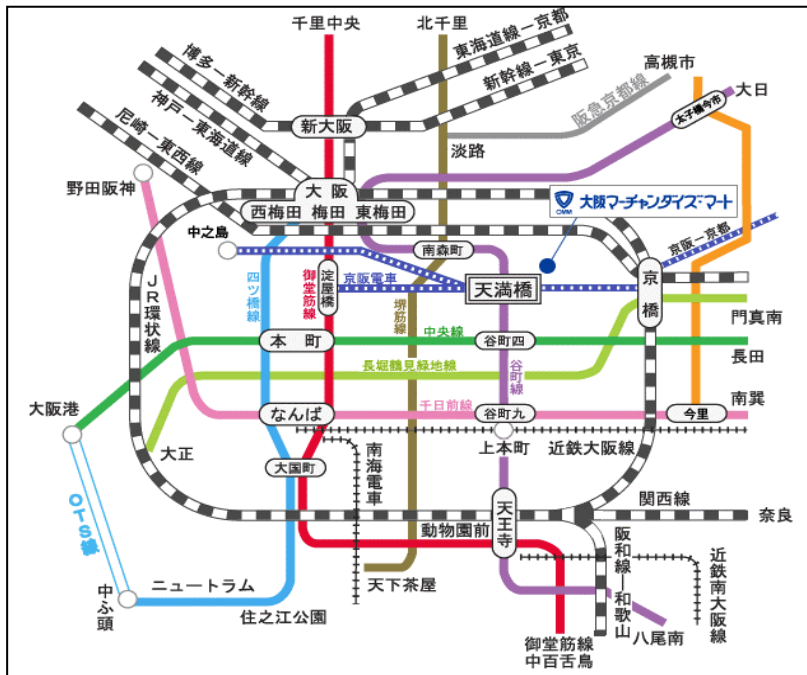 千里中央
北千里
東海道線－京都
新幹線－東京
高槻市
博多－新幹線
神戸－東海道線
尼崎－東西線
阪急京都線
大日
太子橋今市
新大阪
淡路
野田阪神
大阪
西梅田 梅田 東梅田
OMM
大阪マーチャンダイズ・マート
中之島
南森町
京阪－京都
JR環状線
四ツ橋線
御堂筋線
淀屋橋
京阪電車
堺筋線
天満橋
京橋
門真南
本町
中央線
谷町四
長田
長堀鶴見緑地線
谷町線
大阪港
なんば
千日前線
谷町九
今里
南巽
大正
大国町
南海電車
上本町
近鉄大阪線
OTS線
天王寺
関西線
奈良
動物園前
阪和線―和歌山
近鉄南大阪線
中ふ頭
ニュートラム
住之江公園
天下茶屋
八尾南
御堂筋線
中百舌鳥